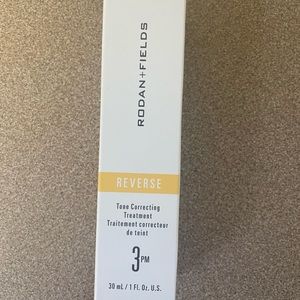 RODAN+FIELDS
REVERSE
Tone Correcting
Treatment
Traitement correcteur
de teint
3PM
30 mL / 1 Fl. Oz. U.S.